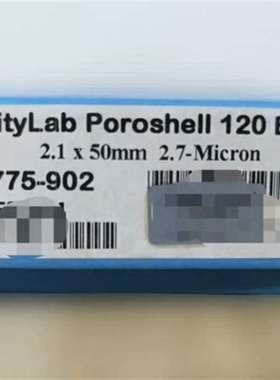 ityLab Poroshell 120 E
2.1 x 50mm 2.7-Micron
775-902